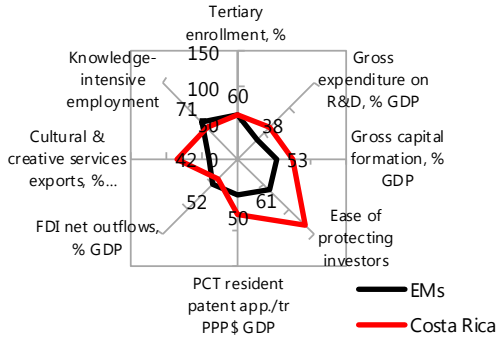 Tertiary
enrollment, %
150
100
50
0
60
38
53
61
50
52
42
71
Gross
expenditure on
R&D, % GDP
Gross capital
formation, %
GDP
Ease of
protecting
investors
PCT resident
patent app./tr
PPP$ GDP
FDI net outflows,
% GDP
Cultural &
creative services
exports, %...
Knowledge-
intensive
employment
EMs
Costa Rica